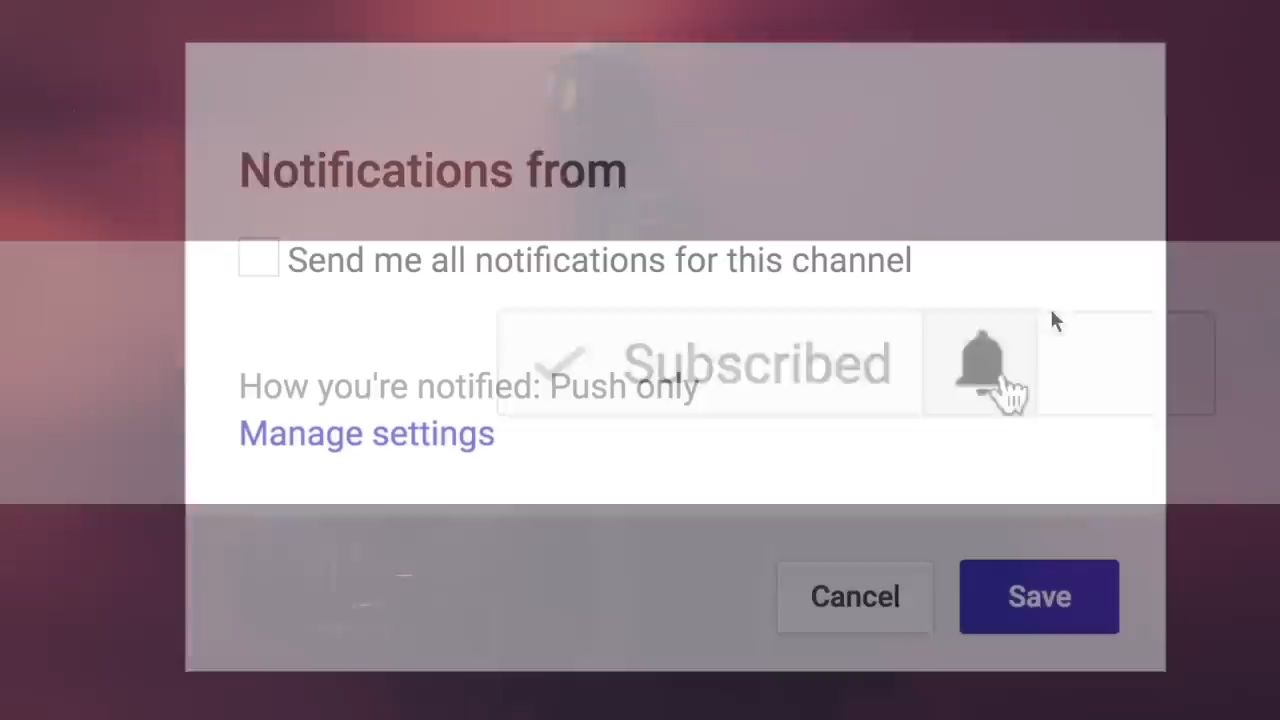 Notifications from
Send me all notifications for this channel
Subscribed
How you're notified: Push only
Manage settings
Cancel
Save